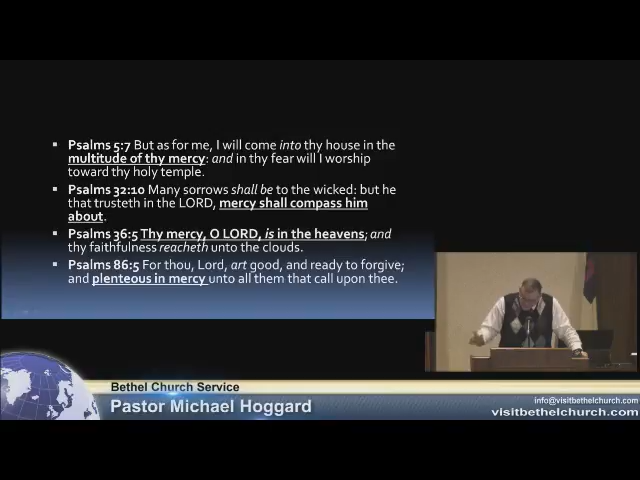 ▪ Psalms 5:7 But as for me, I will come into thy house in the
multitude of thy mercy: and in thy fear will I worship
toward thy holy temple.
▪ Psalms 32:10 Many sorrows shall be to the wicked: but he
that trusteth in the LORD, mercy shall compass him
about.
▪ Psalms 36:5 Thy mercy, O LORD, is in the heavens; and
thy faithfulness reacheth unto the clouds.
▪ Psalms 86:5 For thou, Lord, art good, and ready to forgive;
and plenteous in mercy unto all them that call upon thee.
Bethel Church Service
Pastor Michael Hoggard
info@visitbethelchurch.com
visitbethelchurch.com